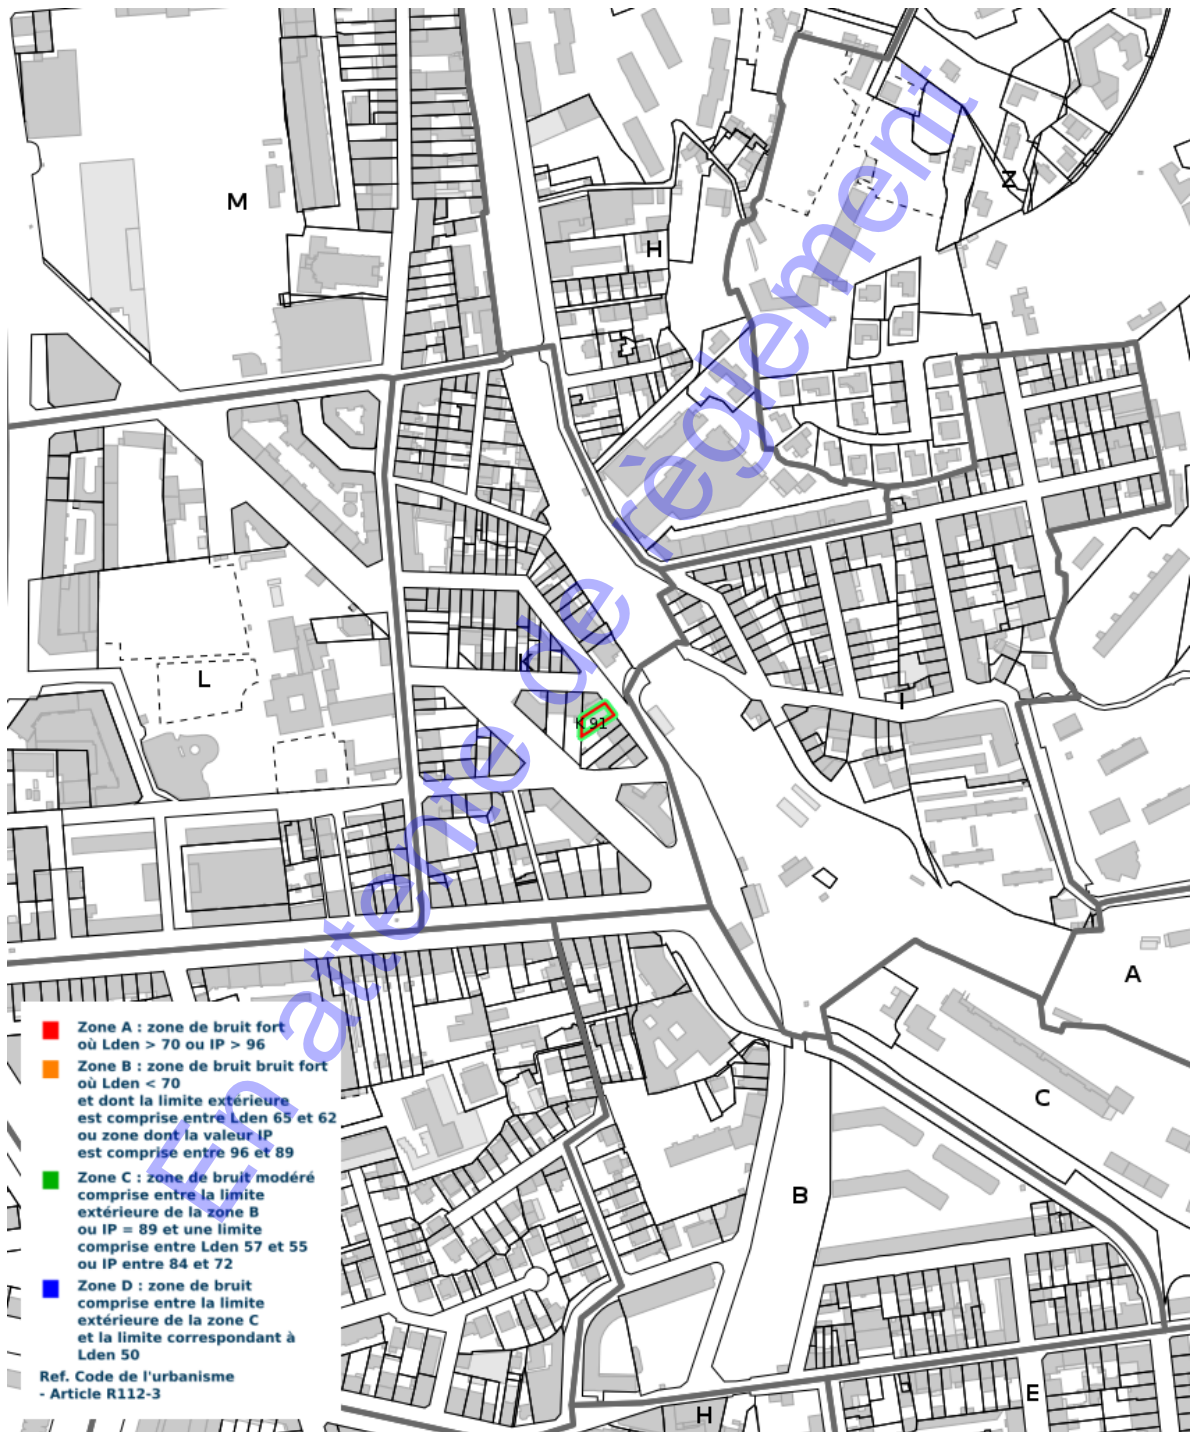 M
H
Z
L
K
K 91
I
A
C
B
E
H
En attente de règlement
Zone A : zone de bruit fort
où Lden > 70 ou IP > 96
Zone B : zone de bruit bruit fort
où Lden < 70
et dont la limite extérieure
est comprise entre Lden 65 et 62
ou zone dont la valeur IP
est comprise entre 96 et 89
Zone C : zone de bruit modéré
comprise entre la limite
extérieure de la zone B
ou IP = 89 et une limite
comprise entre Lden 57 et 55
ou IP entre 84 et 72
Zone D : zone de bruit
comprise entre la limite
extérieure de la zone C
et la limite correspondant à
Lden 50
Ref. Code de l'urbanisme
- Article R112-3